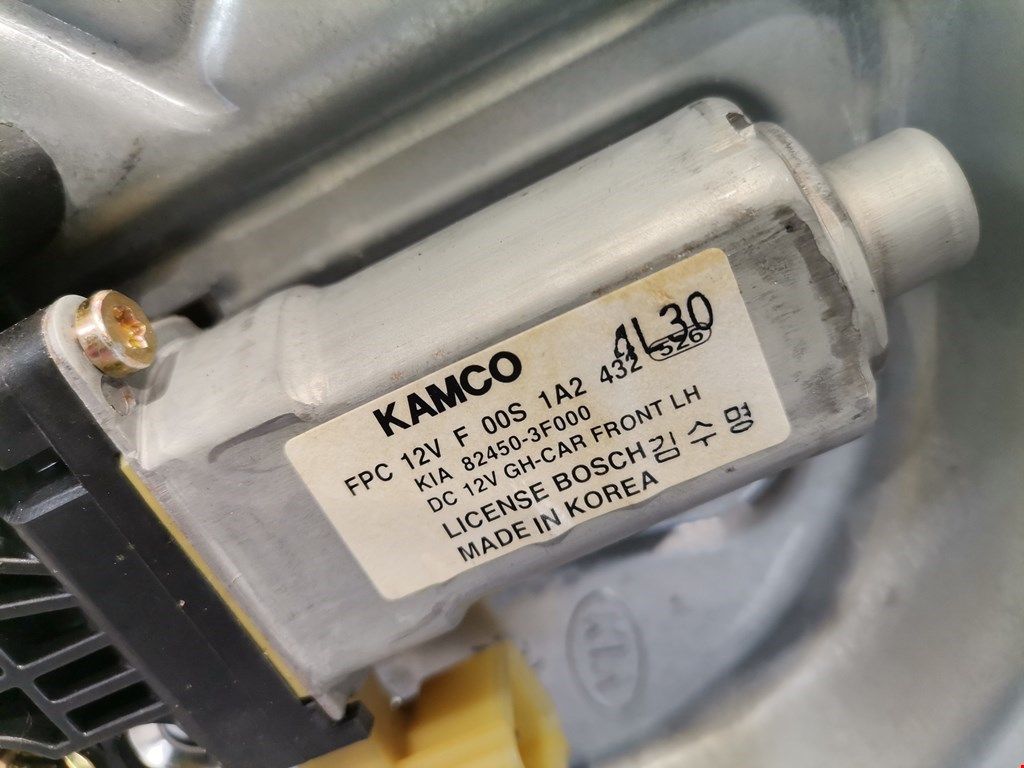 KAMCO
4L30
FPC 12V F 00S 1A2 432 526
KIA 82450-3F000
DC 12V GH-CAR FRONT LH
LICENSE BOSCH 김수명
MADE IN KOREA
KIA